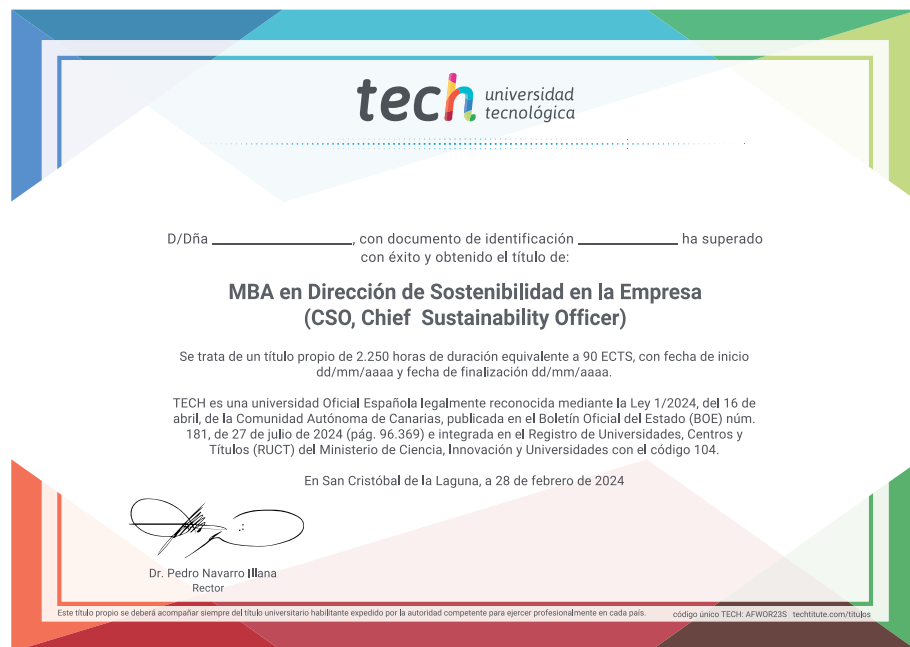 tech universidad
tecnológica
D/Dña ____________________, con documento de identificación ______________ ha superado
con éxito y obtenido el título de:
MBA en Dirección de Sostenibilidad en la Empresa
(CSO, Chief Sustainability Officer)
Se trata de un título propio de 2.250 horas de duración equivalente a 90 ECTS, con fecha de inicio
dd/mm/aaaa y fecha de finalización dd/mm/aaaa.
TECH es una universidad Oficial Española legalmente reconocida mediante la Ley 1/2024, del 16 de
abril, de la Comunidad Autónoma de Canarias, publicada en el Boletín Oficial del Estado (BOE) núm.
181, de 27 de julio de 2024 (pág. 96.369) e integrada en el Registro de Universidades, Centros y
Títulos (RUCT) del Ministerio de Ciencia, Innovación y Universidades con el código 104.
En San Cristóbal de la Laguna, a 28 de febrero de 2024
Dr. Pedro Navarro Illana
Rector
Este título propio se deberá acompañar siempre del título universitario habilitante expedido por la autoridad competente para ejercer profesionalmente en cada país.
código único TECH: AFWOR23S techtitute.com/titulos